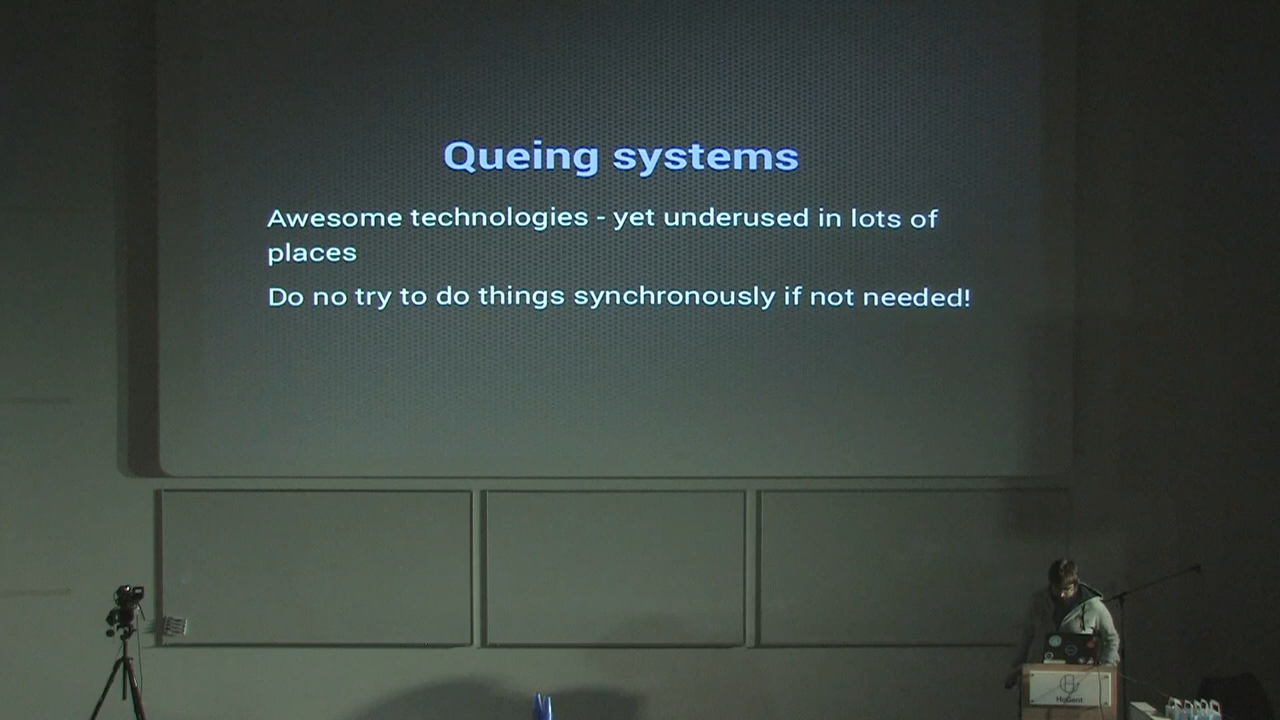 Queing systems
Awesome technologies - yet underused in lots of
places
Do no try to do things synchronously if not needed!
HoGent